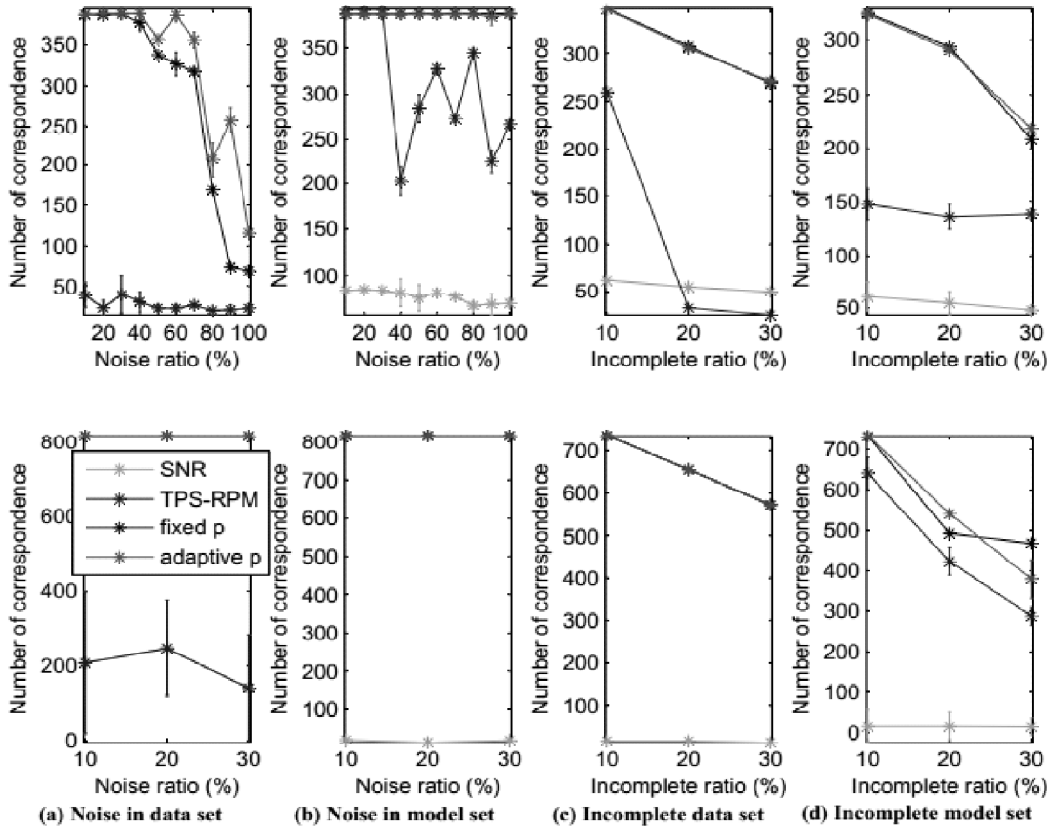 Number of correspondence
350
300
250
200
150
100
50
20 40 60 80 100
Noise ratio (%)
Number of correspondence
350
300
250
200
150
100
20 40 60 80 100
Noise ratio (%)
Number of correspondence
300
250
200
150
100
50
10 20 30
Incomplete ratio (%)
Number of correspondence
300
250
200
150
100
50
10 20 30
Incomplete ratio (%)
Number of correspondence
800
400
200
0
10 20 30
Noise ratio (%)
SNR
TPS-RPM
fixed p
adaptive p
(a) Noise in data set
Number of correspondence
800
700
600
500
400
300
200
100
10 20 30
Noise ratio (%)
(b) Noise in model set
Number of correspondence
700
600
500
400
300
200
100
10 20 30
Incomplete ratio (%)
(c) Incomplete data set
Number of correspondence
700
600
500
400
300
200
100
0
10 20 30
Incomplete ratio (%)
(d) Incomplete model set